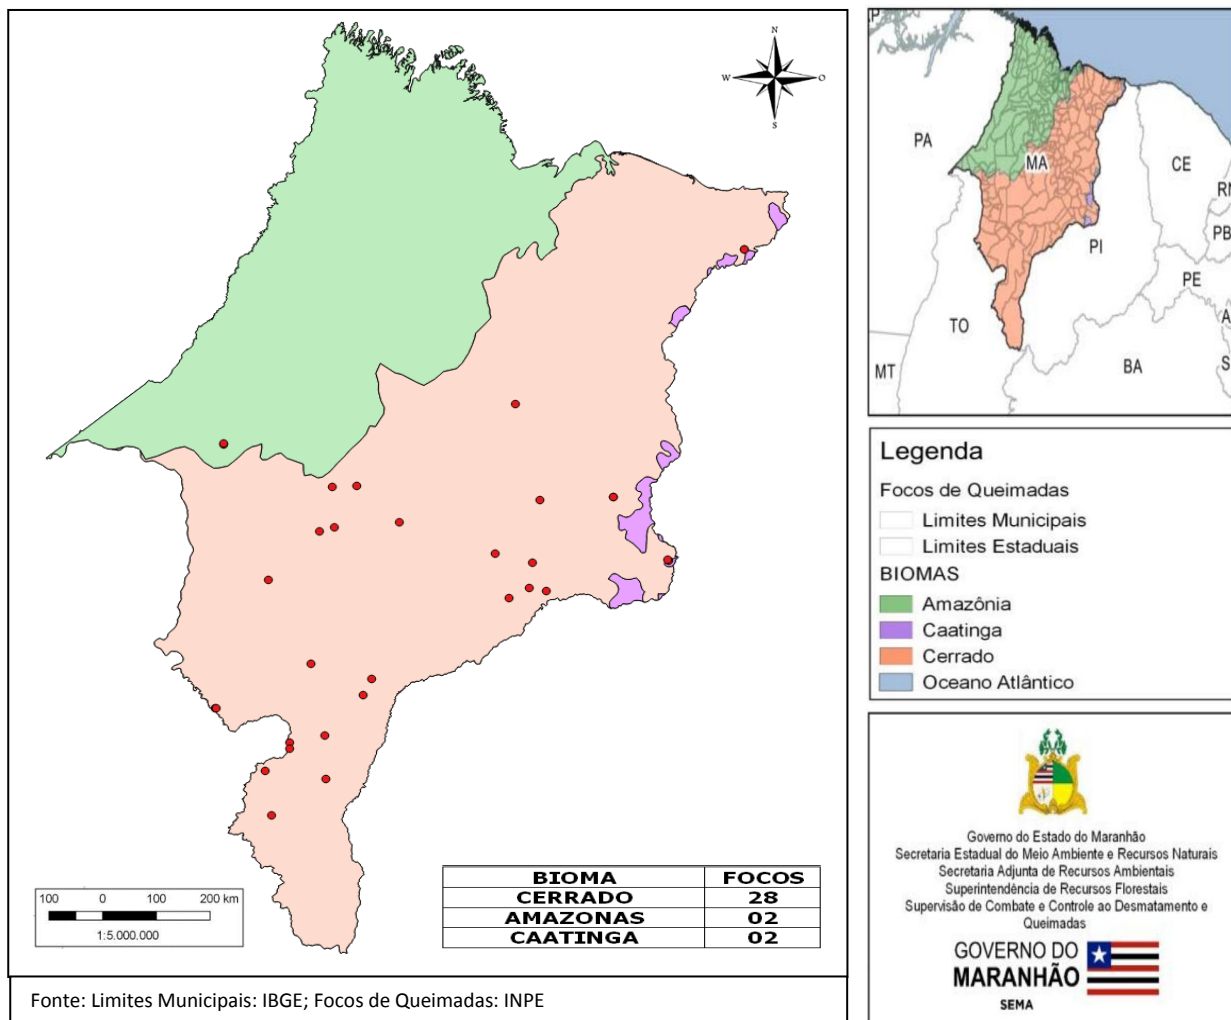 N
W
O
S
100 0 100 200 km
1:5.000.000
BIOMA FOCOS
CERRADO 28
AMAZONAS 02
CAATINGA 02
Fonte: Limites Municipais: IBGE; Focos de Queimadas: INPE
PA
MA
CE
PI
PB
PE
TO
BA
MT
Legenda
Focos de Queimadas
Limites Municipais
Limites Estaduais
BIOMAS
Amazônia
Caatinga
Cerrado
Oceano Atlântico
Governo do Estado do Maranhão
Secretaria Estadual do Meio Ambiente e Recursos Naturais
Secretaria Adjunta de Recursos Ambientais
Superintendência de Recursos Florestais
Supervisão de Combate e Controle ao Desmatamento e
Queimadas
GOVERNO DO
MARANHÃO
SEMA